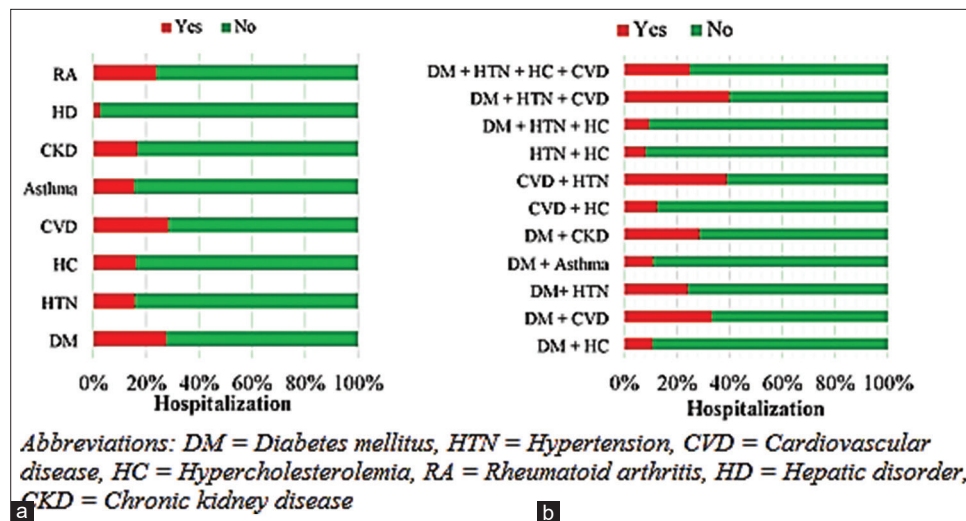 Yes No
RA
HD
CKD
Asthma
CVD
HC
HTN
DM
0% 20% 40% 60% 80% 100%
Hospitalization
Yes No
DM + HTN + HC + CVD
DM + HTN + CVD
DM + HTN + HC
HTN + HC
CVD + HTN
CVD + HC
DM + CKD
DM + Asthma
DM+ HTN
DM + CVD
DM + HC
0% 20% 40% 60% 80% 100%
Hospitalization
Abbreviations: DM = Diabetes mellitus, HTN = Hypertension, CVD = Cardiovascular
disease, HC = Hypercholesterolemia, RA = Rheumatoid arthritis, HD = Hepatic disorder,
CKD = Chronic kidney disease
a b